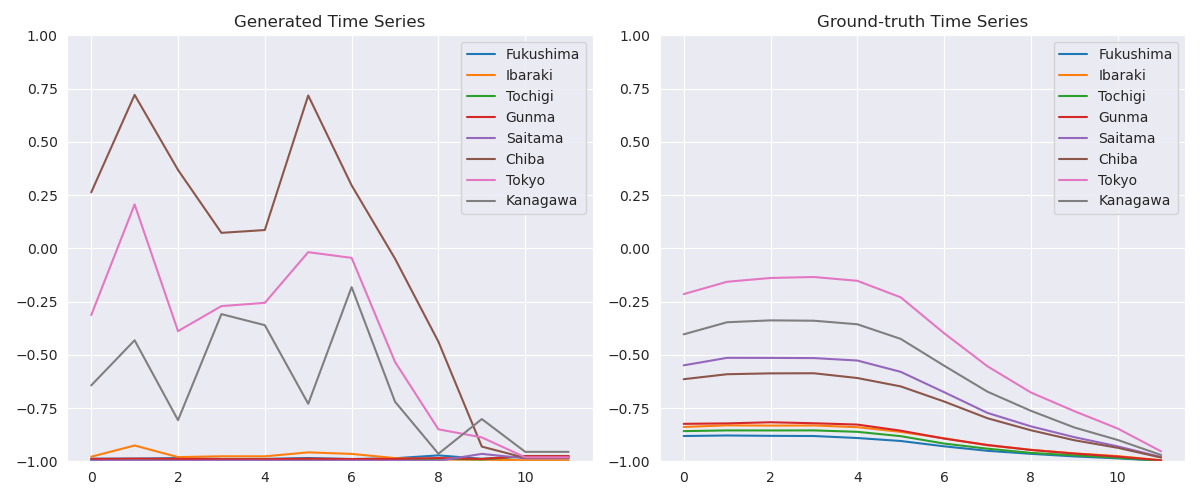 Generated Time Series
1.00
0.75
0.50
0.25
0.00
−0.25
−0.50
−0.75
−1.00
0 2 4 6 8 10
Fukushima
Ibaraki
Tochigi
Gunma
Saitama
Chiba
Tokyo
Kanagawa
Ground-truth Time Series
1.00
0.75
0.50
0.25
0.00
−0.25
−0.50
−0.75
−1.00
0 2 4 6 8 10
Fukushima
Ibaraki
Tochigi
Gunma
Saitama
Chiba
Tokyo
Kanagawa